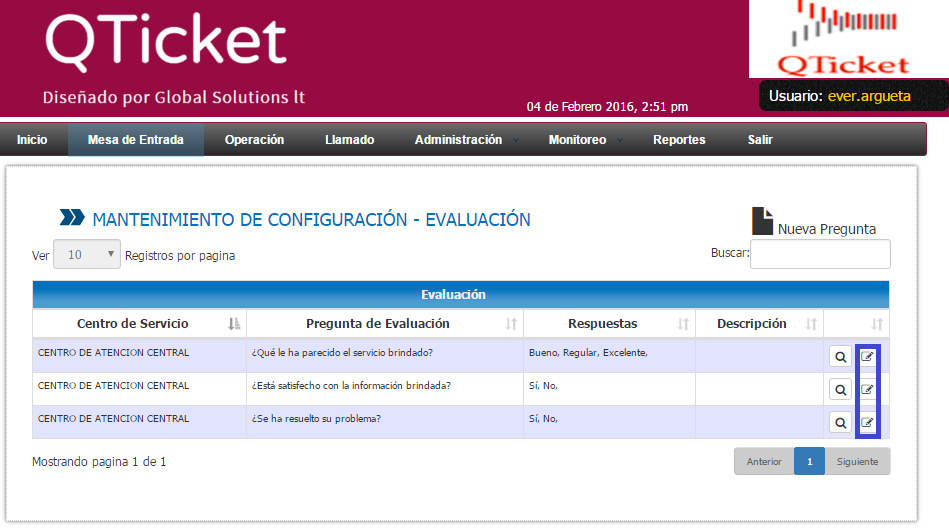 QTicket
QTicket
Diseñado por Global Solutions lt
04 de Febrero 2016, 2:51 pm
Usuario: ever.argueta
Inicio Mesa de Entrada Operación Llamado Administración Monitoreo Reportes Salir
MANTENIMIENTO DE CONFIGURACIÓN - EVALUACIÓN
Nueva Pregunta
Ver 10 Registros por pagina
Buscar:
Evaluación
Centro de Servicio Pregunta de Evaluación Respuestas Descripción
CENTRO DE ATENCION CENTRAL ¿Qué le ha parecido el servicio brindado? Bueno, Regular, Excelente,
CENTRO DE ATENCION CENTRAL ¿Está satisfecho con la información brindada? Sí, No,
CENTRO DE ATENCION CENTRAL ¿Se ha resuelto su problema? Sí, No,
Mostrando pagina 1 de 1
Anterior 1 Siguiente